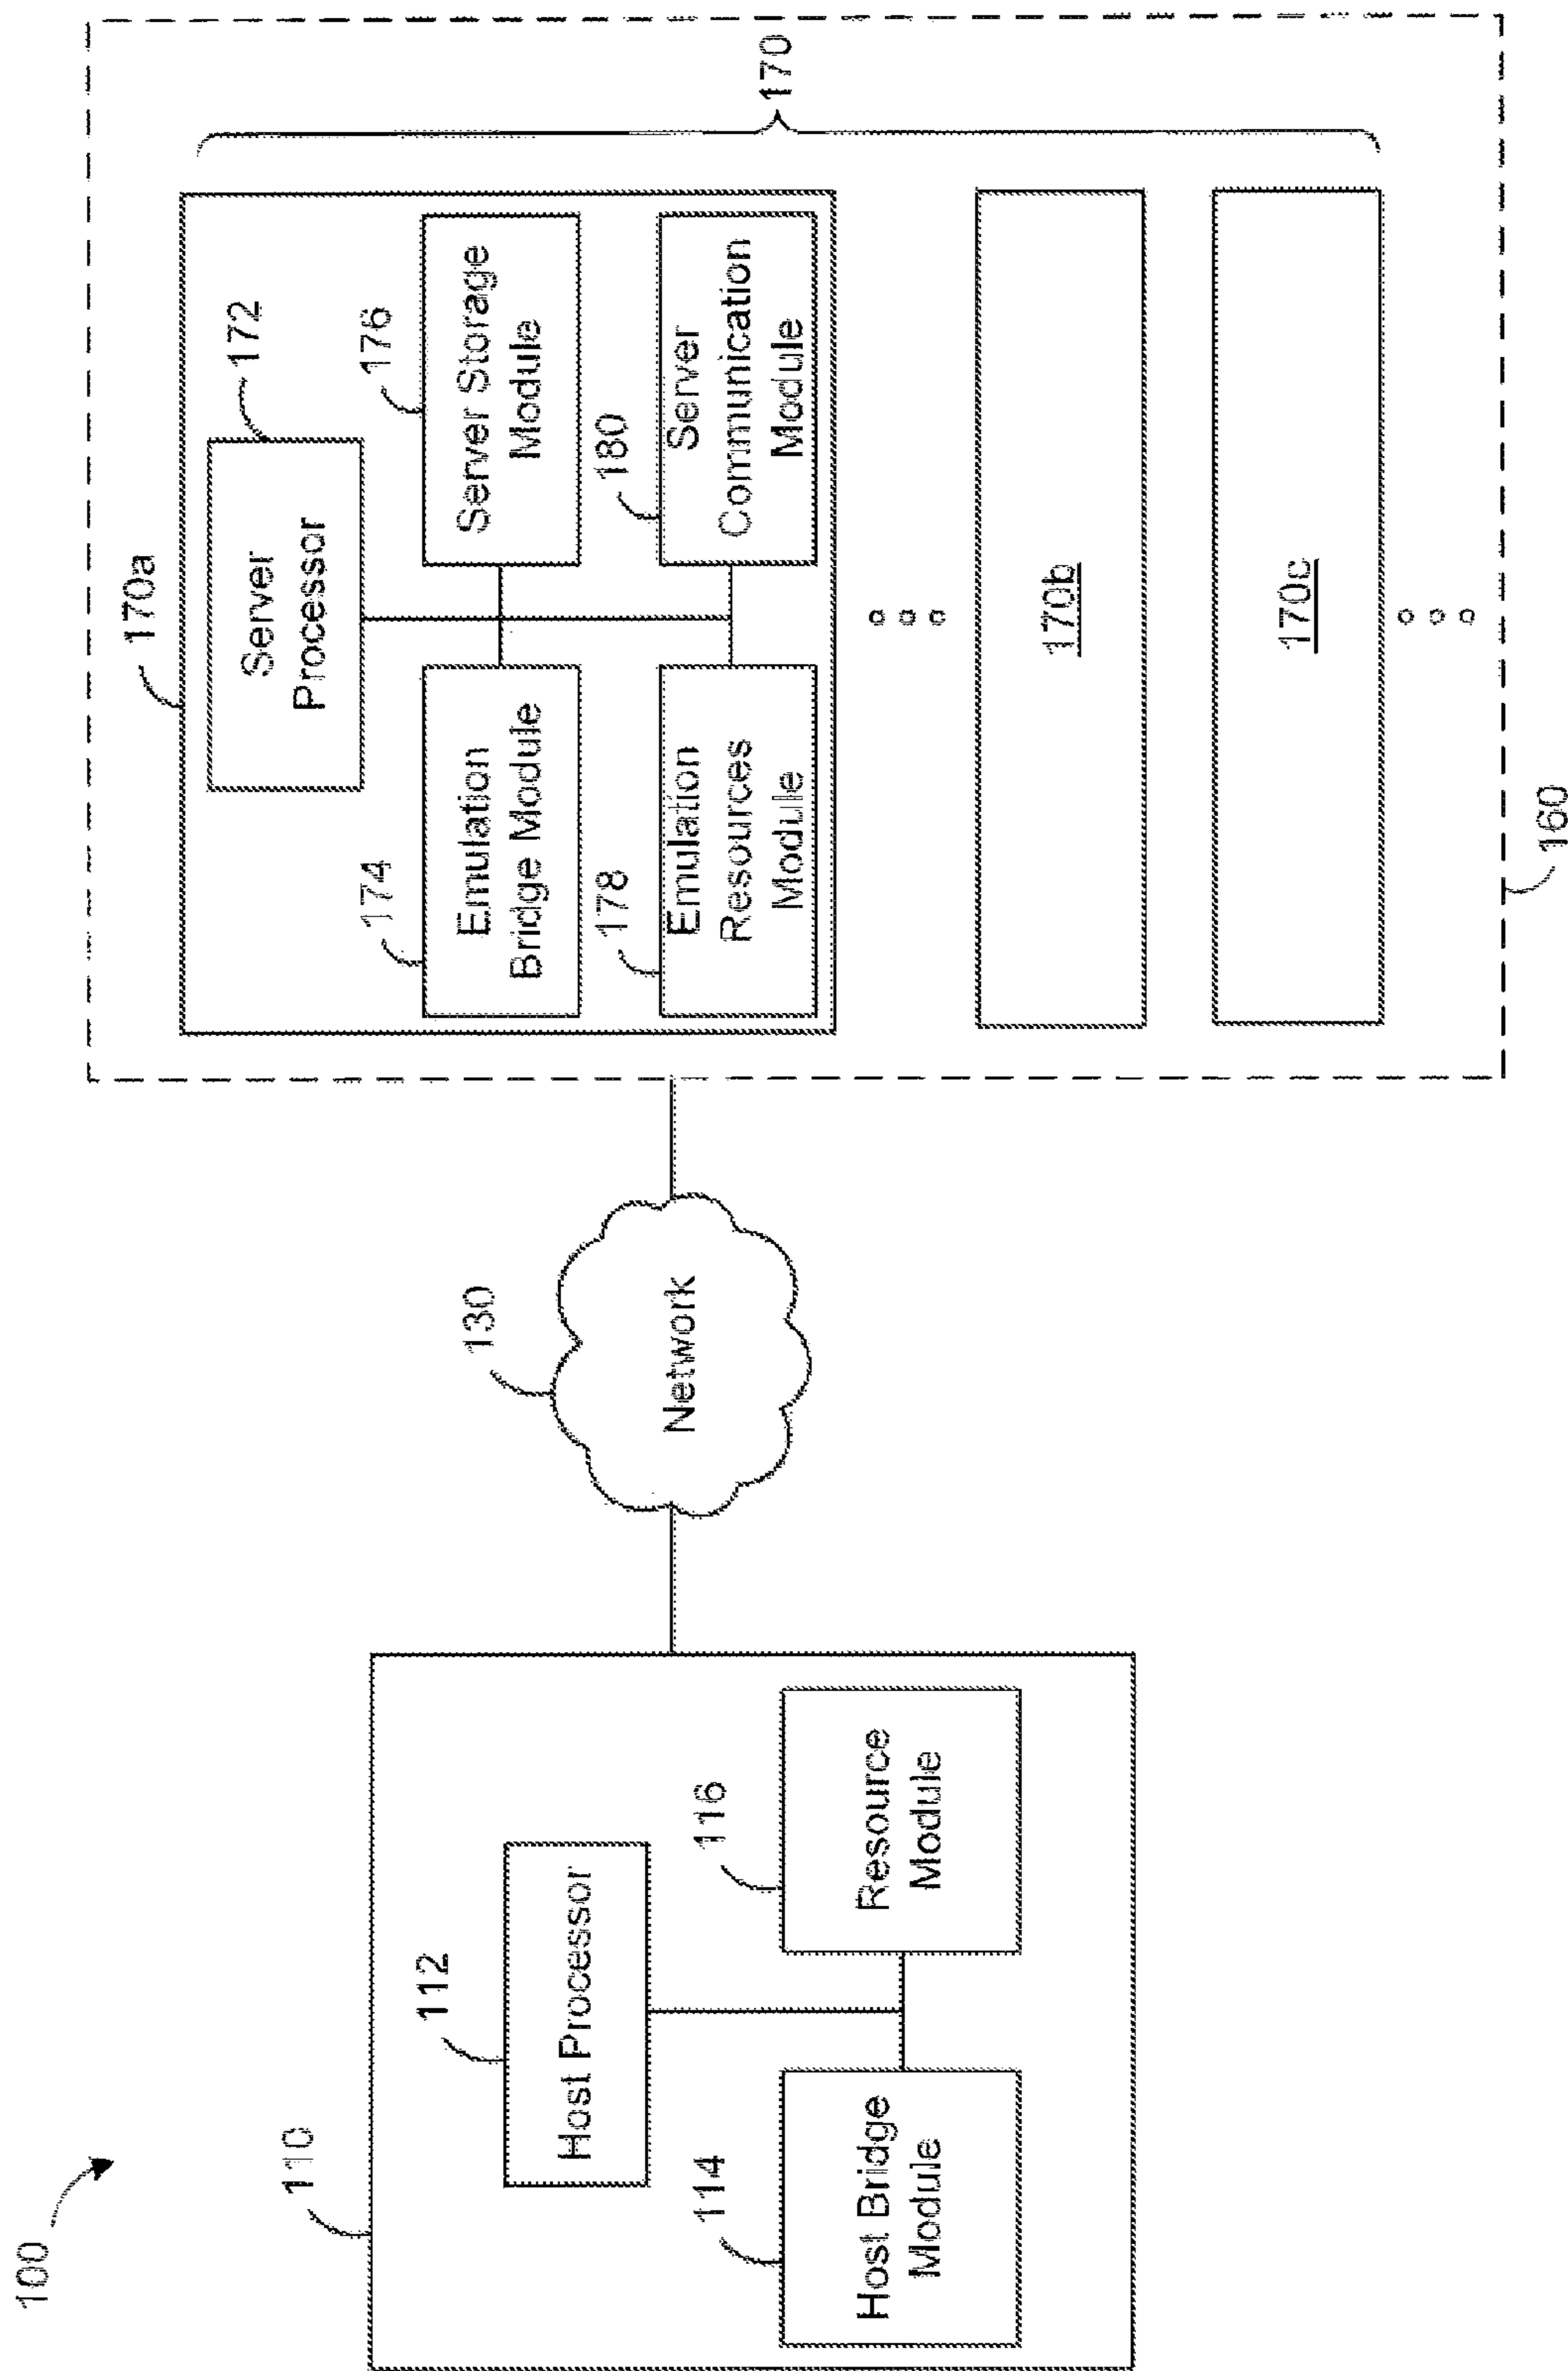 100
110
112
Host Processor
114
Host Bridge
Module
116
Resource
Module
130
Network
170a
172
Server
Processor
174
Emulation
Bridge Module
176
Server Storage
Module
178
Emulation
Resources
Module
180
Server
Communication
Module
170b
170c
170
160